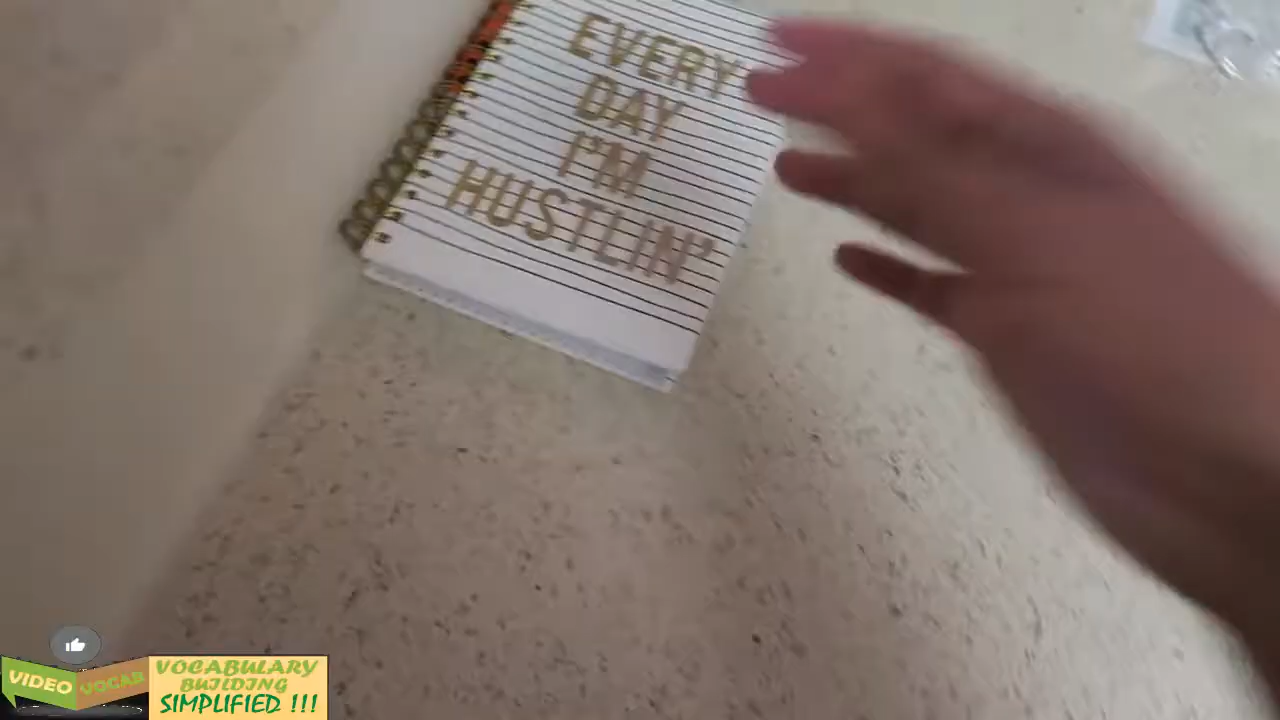 EVERY
DAY
I'M
HUSTLIN'
VIDEO VOCAB
VOCABULARY
BUILDING
SIMPLIFIED !!!